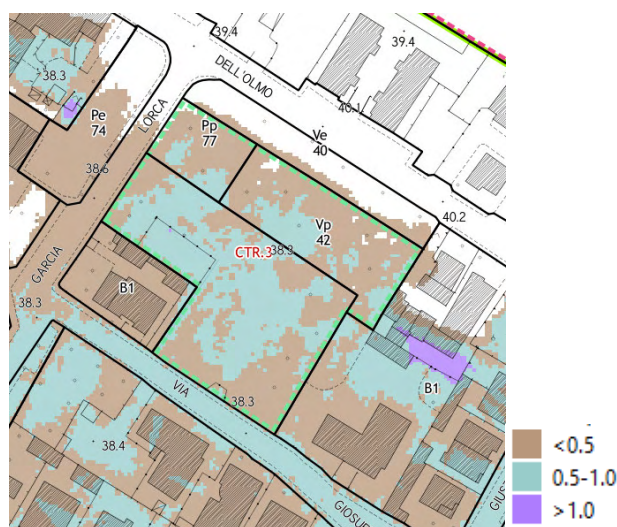 39.4
39.4
DELL'OLMO
38.3
40.1
Pe
74
LORCA
Pp
77
Ve
40
38.6
Vp
42
40.2
CTR.3
38.3
GARCIA
B1
38.3
B1
VIA
38.3
38.4
GIOSUE
GIUS
<0.5
0.5-1.0
>1.0